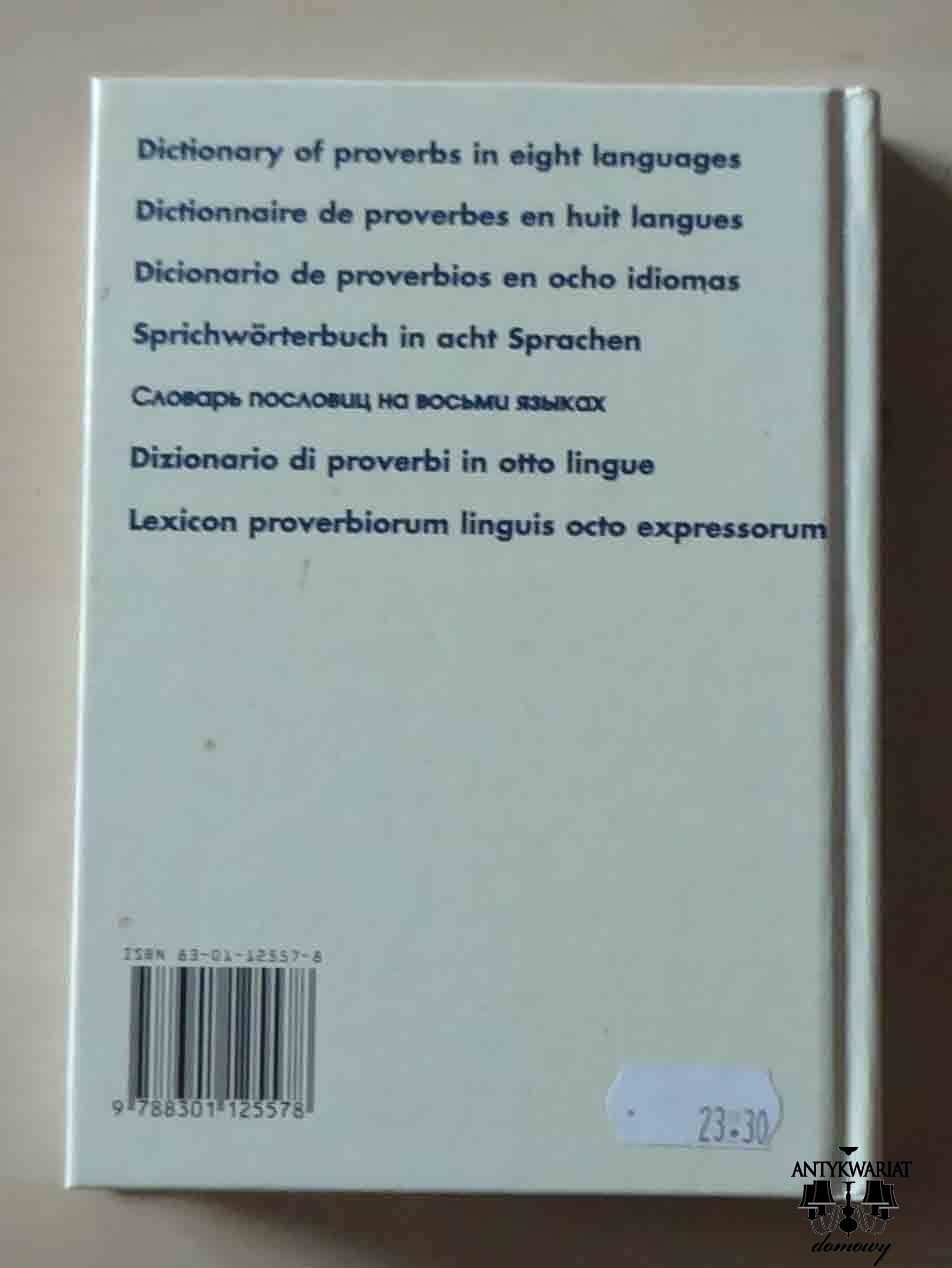 Dictionary of proverbs in eight languages
Dictionnaire de proverbes en huit langues
Dicionario de proverbios en ocho idiomas
Sprichwörterbuch in acht Sprachen
Словарь пословиц на восьми языках
Dizionario di proverbi in otto lingue
Lexicon proverbiorum linguis octo expressorum
ISBN 83-01-12557-8
9 788301 125578
23.30
ANTYKWARIAT
domowy